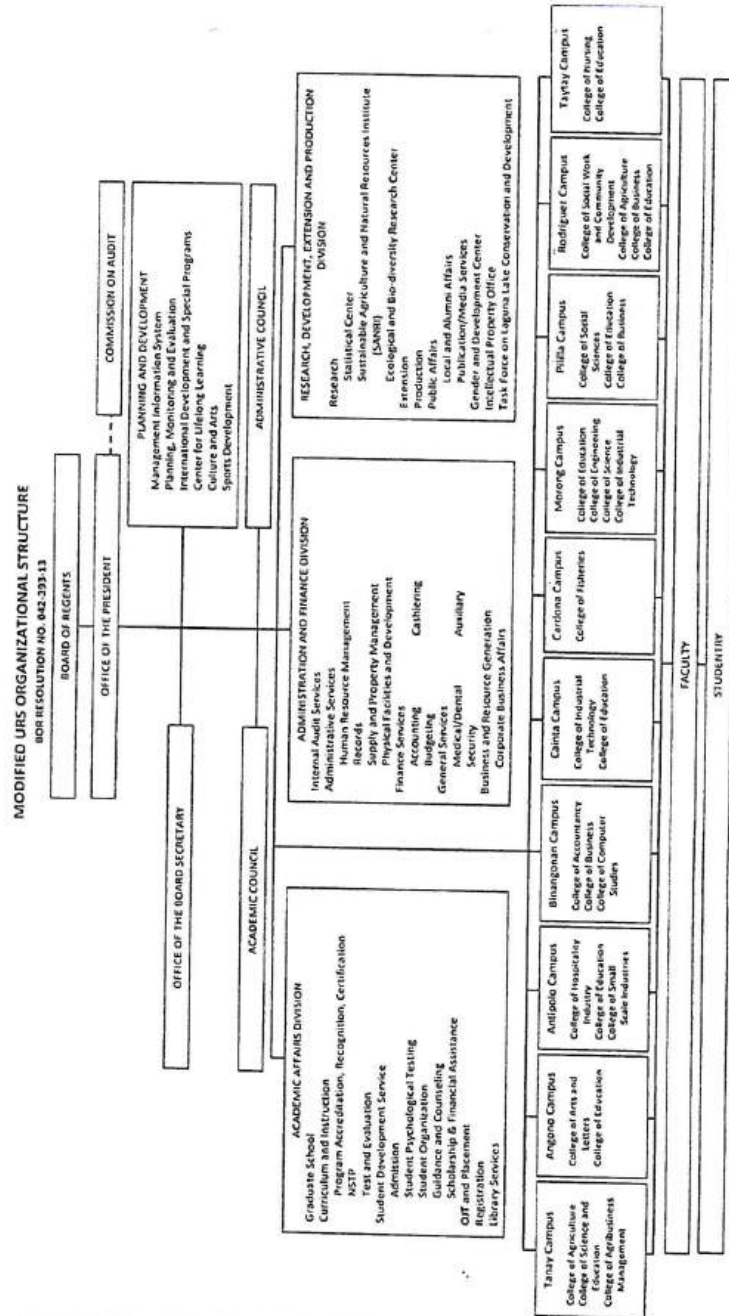 MODIFIED URS ORGANIZATIONAL STRUCTURE
BOR RESOLUTION NO. 042-393-13
BOARD OF REGENTS
COMMISSION ON AUDIT
OFFICE OF THE PRESIDENT
PLANNING AND DEVELOPMENT
Management Information System
Planning, Monitoring and Evaluation
International Development and Special Programs
Center for Lifelong Learning
Culture and Arts
Sports Development
OFFICE OF THE BOARD SECRETARY
ACADEMIC COUNCIL
ADMINISTRATIVE COUNCIL
ACADEMIC AFFAIRS DIVISION
Graduate School
Curriculum and Instruction
Program Accreditation, Recognition, Certification
NSTP
Test and Evaluation
Student Development Service
Admission
Student Psychological Testing
Student Organization
Guidance and Counseling
Scholarship & Financial Assistance
OJT and Placement
Registration
Library Services
ADMINISTRATION AND FINANCE DIVISION
Internal Audit Services
Administrative Services
Human Resource Management
Records
Supply and Property Management
Physical Facilities and Development
Finance Services
Accounting Cashiering
Budgeting
General Services
Medical/Dental Auxiliary
Security
Business and Resource Generation
Corporate Business Affairs
RESEARCH, DEVELOPMENT, EXTENSION AND PRODUCTION
DIVISION
Research
Statistical Center
Sustainable Agriculture and Natural Resources Institute
(SANRI)
Ecological and Bio-diversity Research Center
Extension
Production
Public Affairs
Local and Alumni Affairs
Publication/Media Services
Gender and Development Center
Intellectual Property Office
Task Force on Laguna Lake Conservation and Development
Tanay Campus
College of Agriculture
College of Science and
Education
College of Agribusiness
Management
Angono Campus
College of Arts and
Letters
College of Education
Antipolo Campus
College of Hospitality
Industry
College of Education
College of Small
Scale Industries
Binangonan Campus
College of Accountancy
College of Business
College of Computer
Studies
Cainta Campus
College of Industrial
Technology
College of Education
Cardona Campus
College of Fisheries
Morong Campus
College of Education
College of Engineering
College of Science
College of Industrial
Technology
Pililla Campus
College of Social
Sciences
College of Education
College of Business
Rodriguez Campus
College of Social Work
and Community
Development
College of Agriculture
College of Business
College of Education
Taytay Campus
College of Nursing
College of Education
FACULTY
STUDENTRY